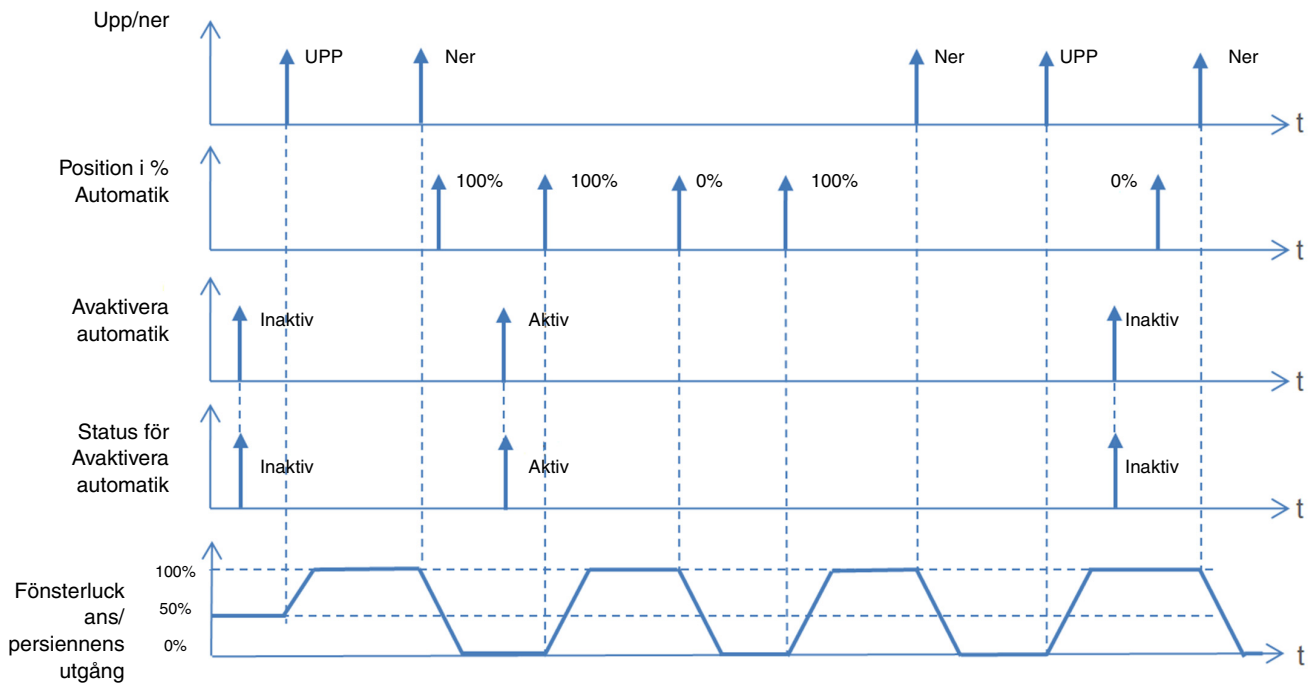 Upp/ner
UPP
Ner
Ner
UPP
Ner
t
Position i %
Automatik
100%
100%
0%
100%
0%
t
Avaktivera
automatik
Inaktiv
Aktiv
Inaktiv
t
Status för
Avaktivera
automatik
Inaktiv
Aktiv
Inaktiv
t
Fönsterluck
ans/
persiennens
utgång
100%
50%
0%
t